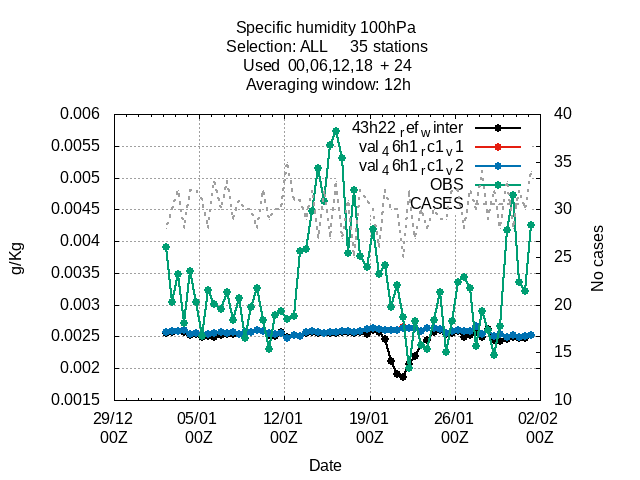 Specific humidity 100hPa
Selection: ALL 35 stations
Used 00,06,12,18 + 24
Averaging window: 12h
43h22 ref winter
val 46h1 rc1 v1
val 46h1 rc1 v2
OBS
CASES
g/Kg
0.006
0.0055
0.005
0.0045
0.004
0.0035
0.003
0.0025
0.002
0.0015
No cases
40
35
30
25
20
15
10
29/12 05/01 12/01 19/01 26/01 02/02
00Z 00Z 00Z 00Z 00Z 00Z
Date